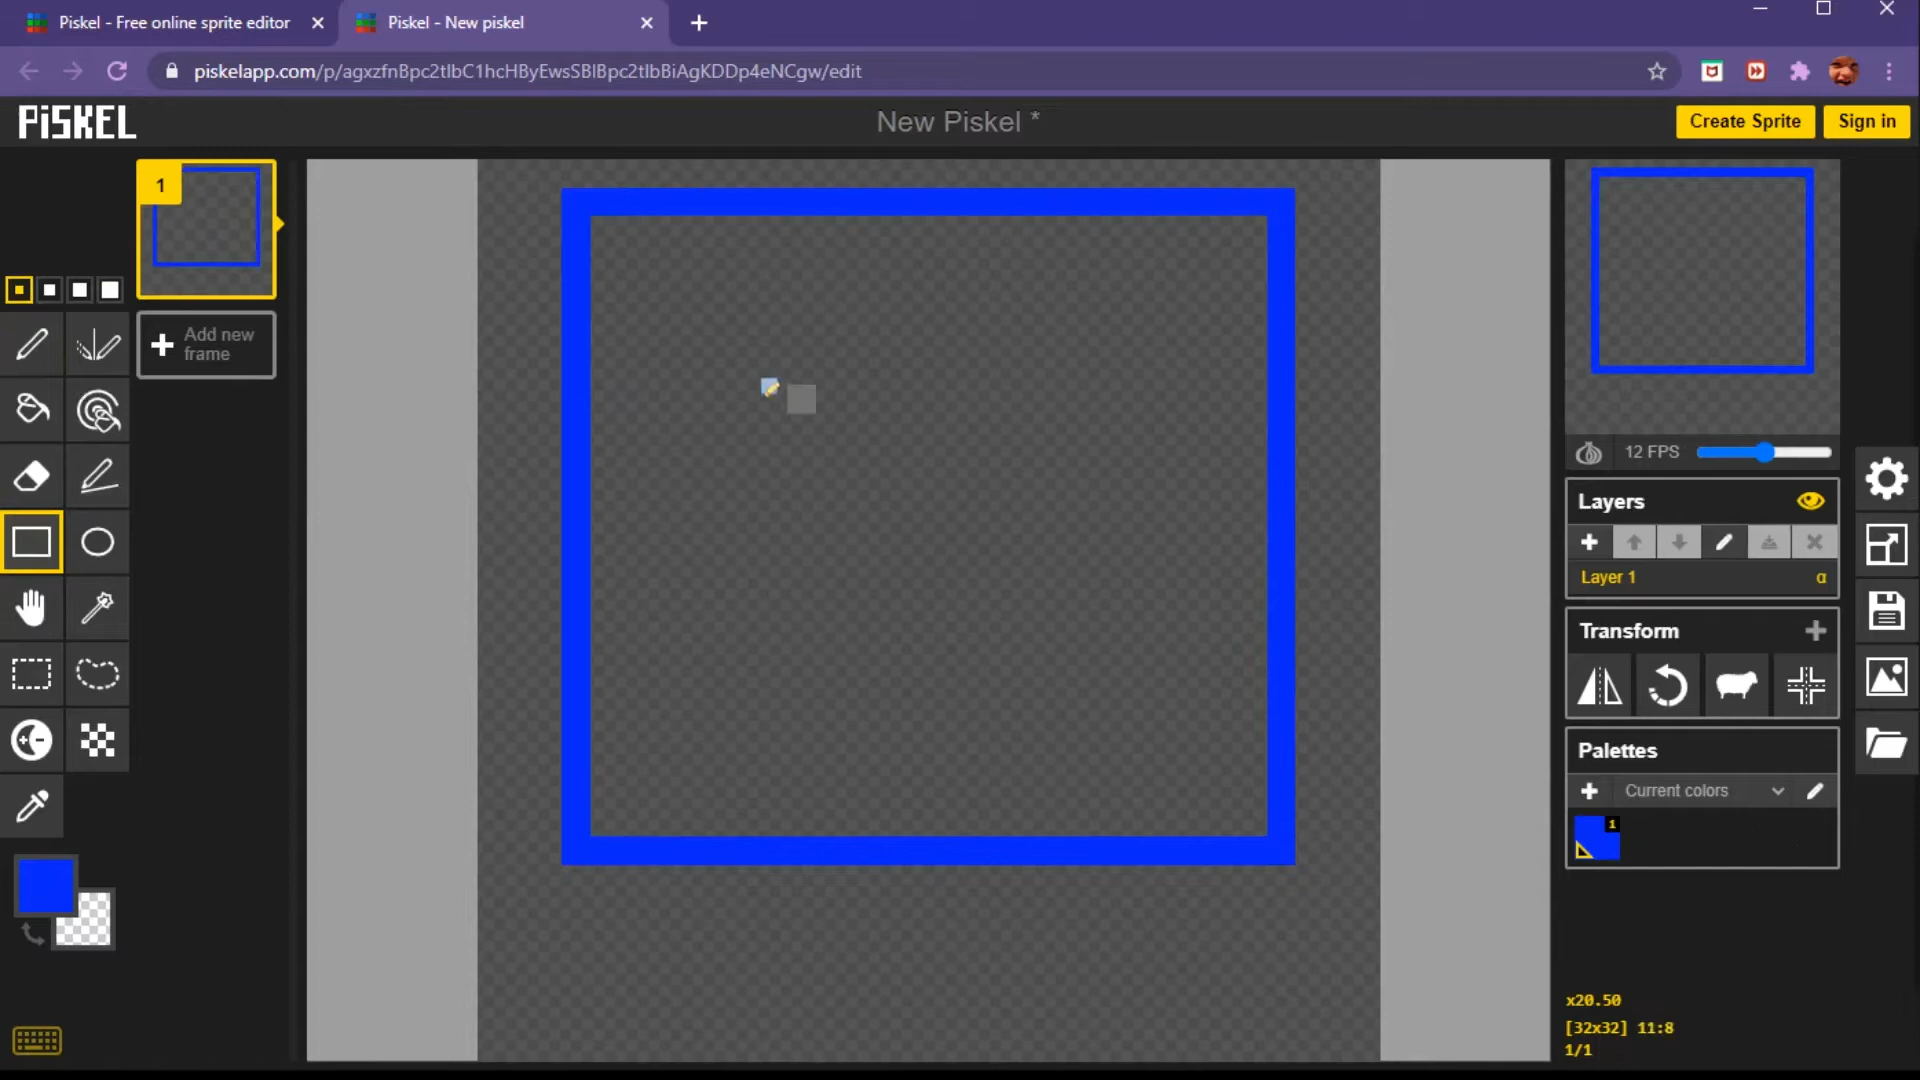 Piskel - Free online sprite editor
Piskel - New piskel
piskelapp.com/p/agxzfnBpc2tlbC1hcHByEwsSBlBpc2tlbBiAgKDDp4eNCgw/edit
PiSKEL
New Piskel *
Create Sprite
Sign in
1
Add new
frame
12 FPS
Layers
Layer 1
α
Transform
Palettes
Current colors
1
x20.50
[32x32] 11:8
1/1